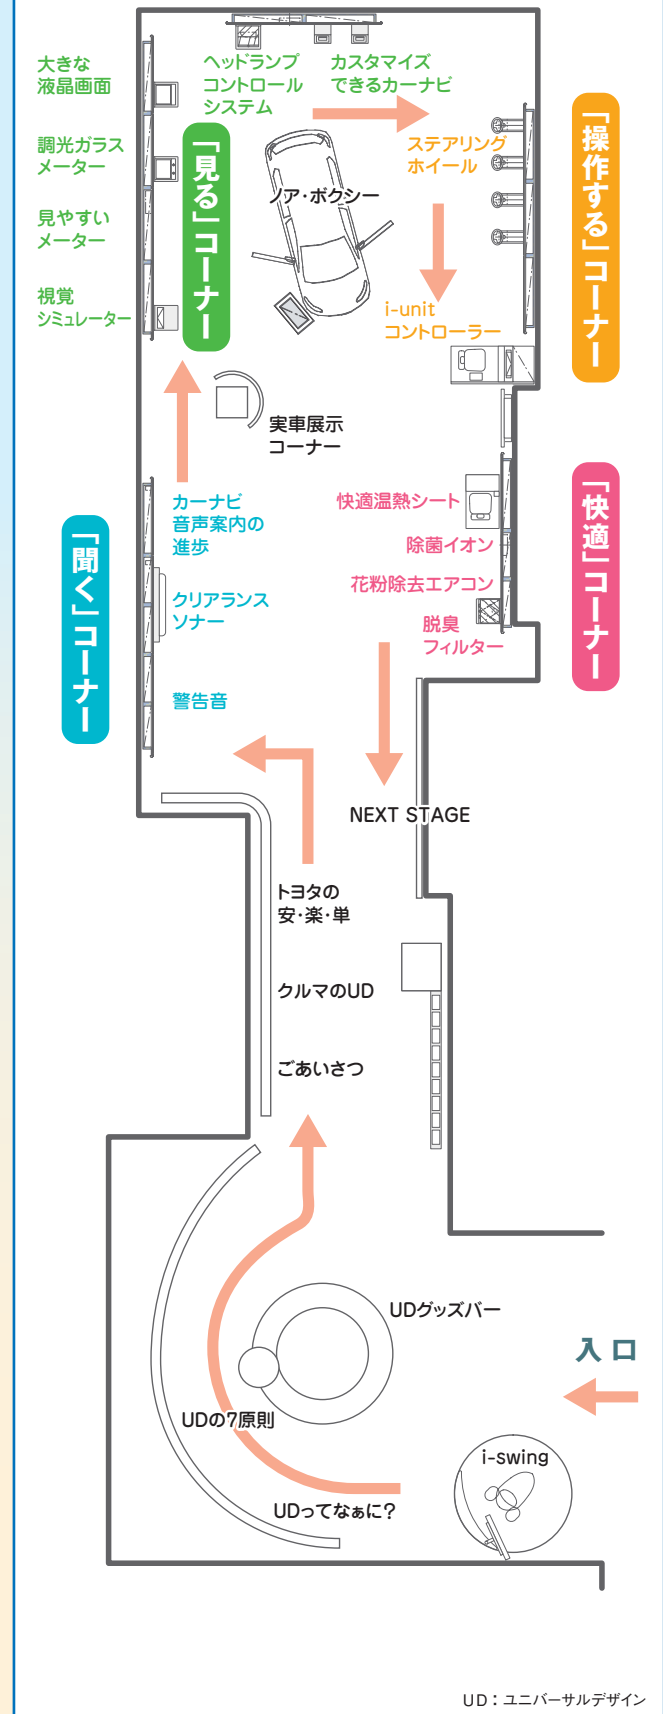 大きな
液晶画面
ヘッドランプ
コントロール
システム
カスタマイズ
できるカーナビ
調光ガラス
メーター
見やすい
メーター
視覚
シミュレーター
「見る」コーナー
ノア・ボクシー
ステアリング
ホイール
i-unit
コントローラー
「操作する」コーナー
実車展示
コーナー
カーナビ
音声案内の
進歩
クリアランス
ソナー
警告音
「聞く」コーナー
快適温熱シート
除菌イオン
花粉除去エアコン
脱臭
フィルター
「快適」コーナー
NEXT STAGE
トヨタの
安・楽・単
クルマのUD
ごあいさつ
UDグッズバー
入口
UDの7原則
i-swing
UDってなぁに?
UD：ユニバーサルデザイン